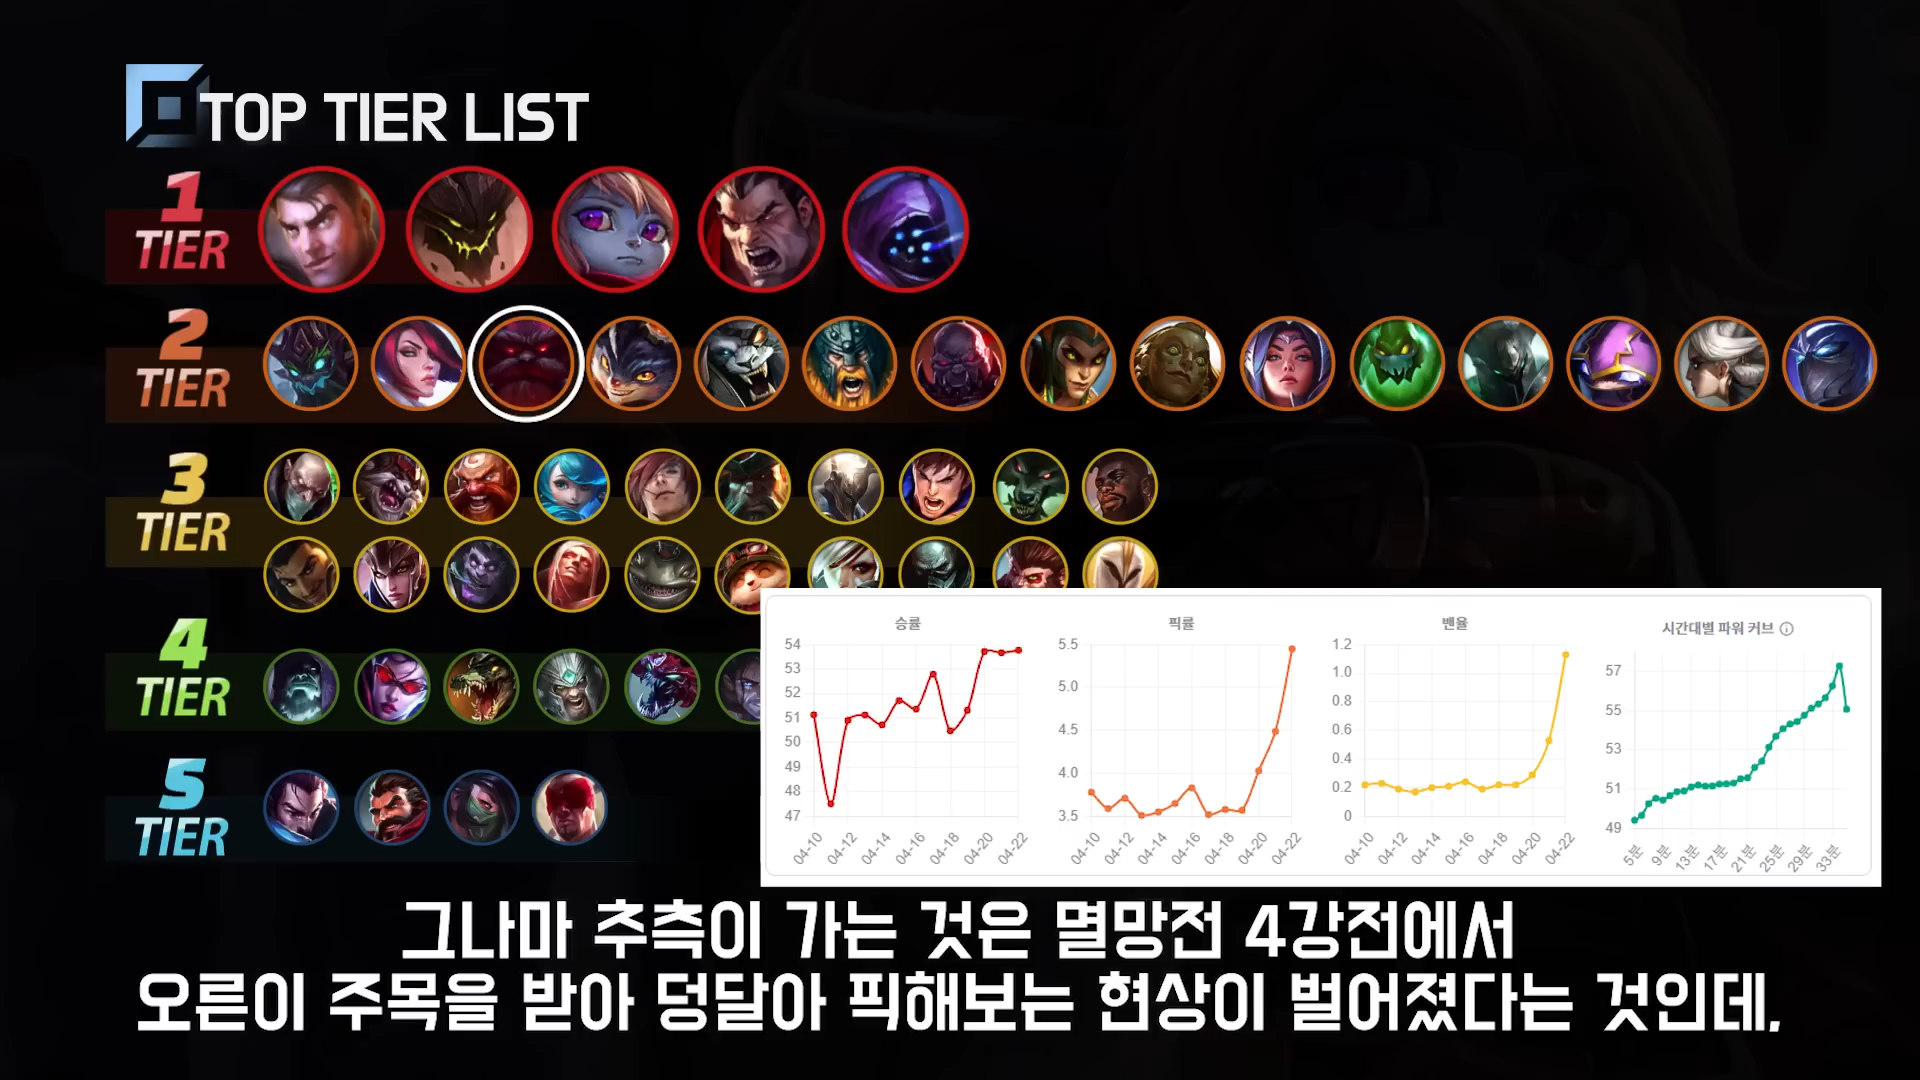 TOP TIER LIST
1
TIER
2
TIER
3
TIER
4
TIER
5
TIER
승률
54
53
52
51
50
49
48
47
04-10
04-12
04-14
04-16
04-18
04-20
04-22
픽률
5.5
5.0
4.5
4.0
3.5
04-10
04-12
04-14
04-16
04-18
04-20
04-22
밴율
1.2
1.0
0.8
0.6
0.4
0.2
0
04-10
04-12
04-14
04-16
04-18
04-20
04-22
시간대별 파워 커브
57
55
53
51
49
5분
9분
13분
17분
21분
25분
29분
33분
그나마 추측이 가는 것은 멸망전 4강전에서
오른이 주목을 받아 덩달아 픽해보는 현상이 벌어졌다는 것인데,